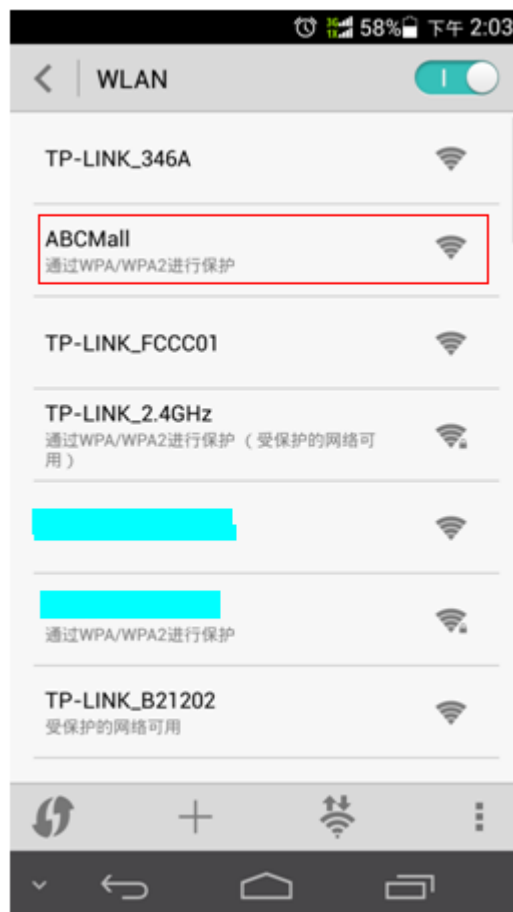 3G 1X 58% 下午 2:03
WLAN
TP-LINK_346A
ABCMall
通过WPA/WPA2进行保护
TP-LINK_FCCC01
TP-LINK_2.4GHz
通过WPA/WPA2进行保护 （受保护的网络可
用）
通过WPA/WPA2进行保护
TP-LINK_B21202
受保护的网络可用